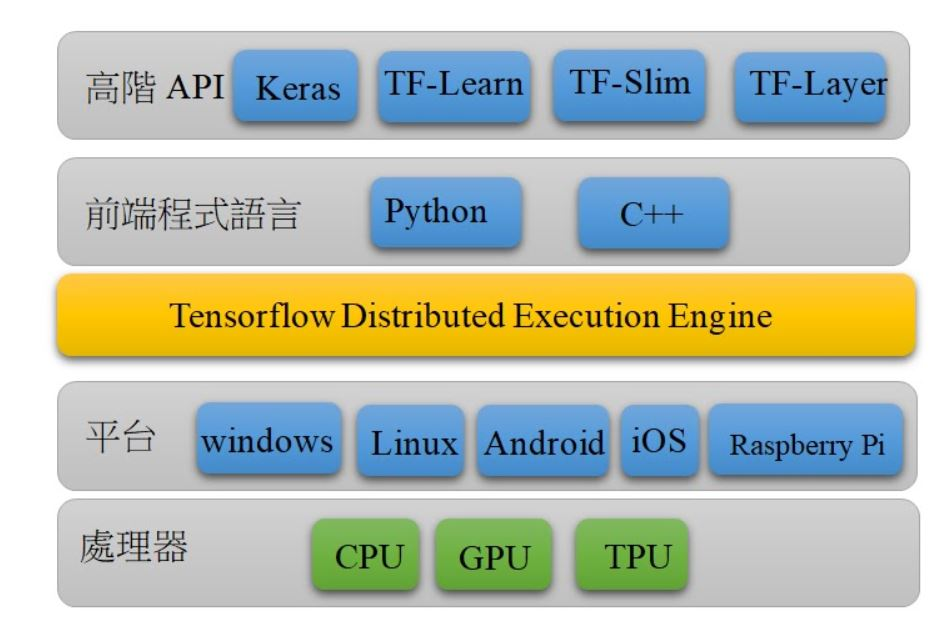 高階 API Keras TF-Learn TF-Slim TF-Layer
前端程式語言 Python C++
Tensorflow Distributed Execution Engine
平台 windows Linux Android iOS Raspberry Pi
處理器 CPU GPU TPU